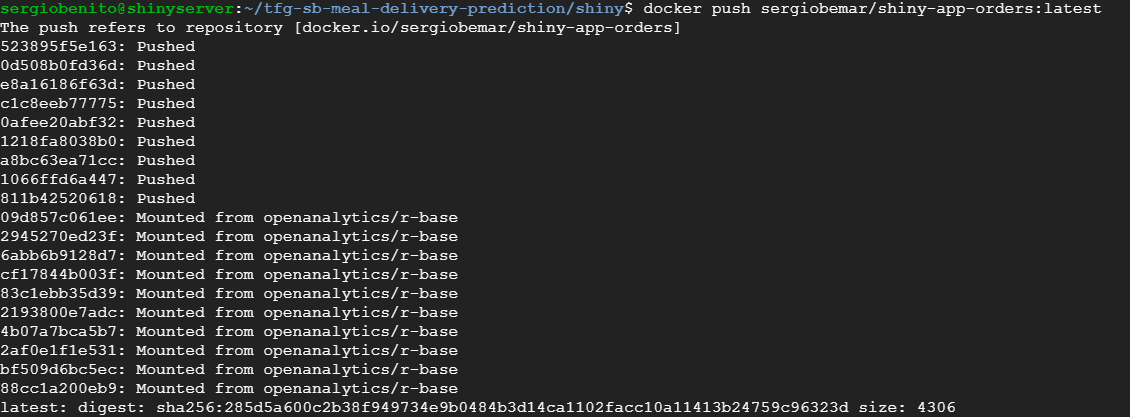 sergiobenito@shinyserver:~/tfg-sb-meal-delivery-prediction/shiny$ docker push sergiobemar/shiny-app-orders:latest
The push refers to repository [docker.io/sergiobemar/shiny-app-orders]
523895f5e163: Pushed
0d508b0fd36d: Pushed
e8a16186f63d: Pushed
c1c8eeb77775: Pushed
0afee20abf32: Pushed
1218fa8038b0: Pushed
a8bc63ea71cc: Pushed
1066ffd6a447: Pushed
811b42520618: Pushed
09d857c061ee: Mounted from openanalytics/r-base
2945270ed23f: Mounted from openanalytics/r-base
6abb6b9128d7: Mounted from openanalytics/r-base
cf17844b003f: Mounted from openanalytics/r-base
83c1ebb35d39: Mounted from openanalytics/r-base
2193800e7adc: Mounted from openanalytics/r-base
4b07a7bca5b7: Mounted from openanalytics/r-base
2af0e1f1e531: Mounted from openanalytics/r-base
bf509d6bc5ec: Mounted from openanalytics/r-base
88cc1a200eb9: Mounted from openanalytics/r-base
latest: digest: sha256:285d5a600c2b38f949734e9b0484b3d14ca1102facc10a11413b24759c96323d size: 4306